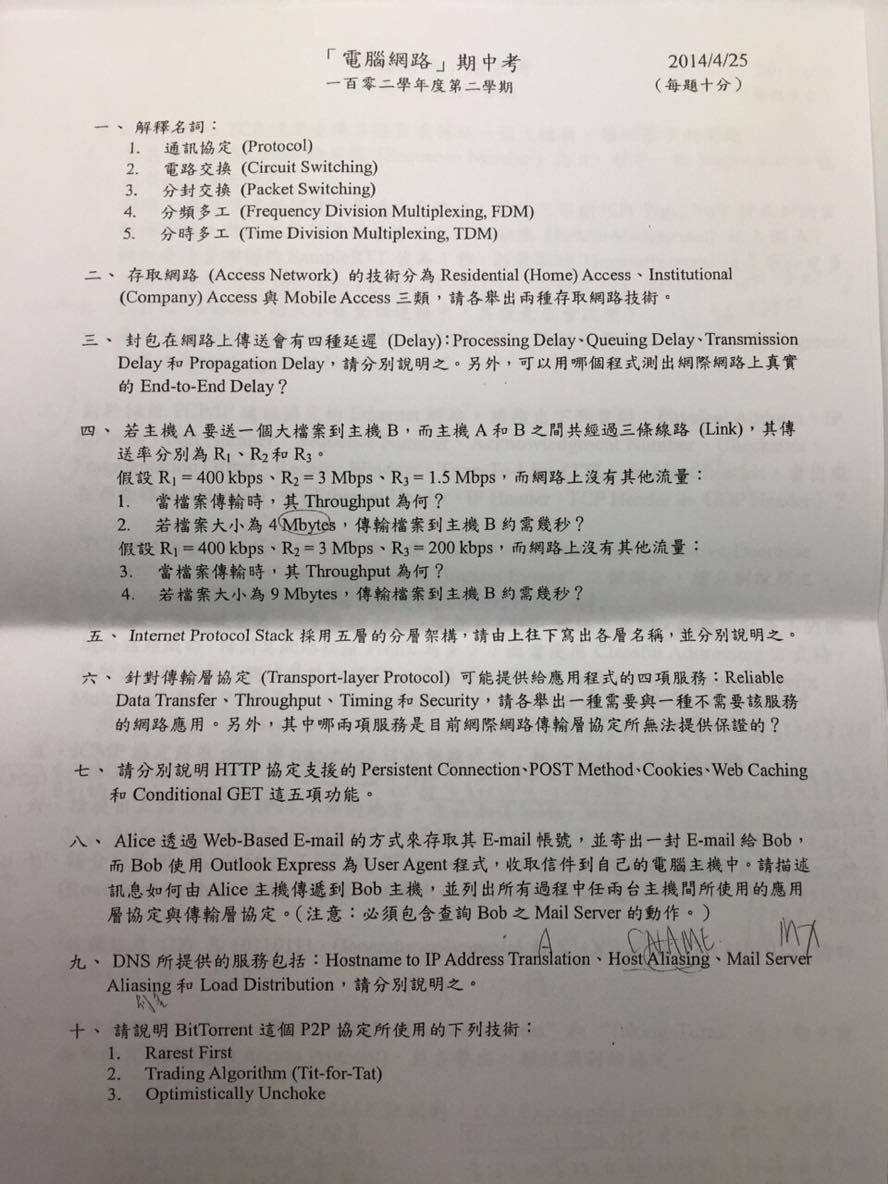 「電腦網路」期中考 2014/4/25
一百零二學年度第二學期 (每題十分)
一、 解釋名詞:
1. 通訊協定 (Protocol)
2. 電路交換 (Circuit Switching)
3. 分封交換 (Packet Switching)
4. 分頻多工 (Frequency Division Multiplexing, FDM)
5. 分時多工 (Time Division Multiplexing, TDM)
二、 存取網路 (Access Network) 的技術分為 Residential (Home) Access、Institutional
(Company) Access 與 Mobile Access 三類,請各舉出兩種存取網路技術。
三、 封包在網路上傳送會有四種延遲 (Delay):Processing Delay、Queuing Delay、Transmission
Delay 和 Propagation Delay,請分別說明之。另外,可以用哪個程式測出網際網路上真實
的 End-to-End Delay?
四、 若主機 A 要送一個大檔案到主機 B,而主機 A 和 B 之間共經過三條線路 (Link),其傳
送率分別為 R₁、R₂ 和 R₃。
假設 R₁ = 400 kbps、R₂ = 3 Mbps、R₃ = 1.5 Mbps,而網路上沒有其他流量:
1. 當檔案傳輸時,其 Throughput 為何?
2. 若檔案大小為 4 Mbytes,傳輸檔案到主機 B 約需幾秒?
假設 R₁ = 400 kbps、R₂ = 3 Mbps、R₃ = 200 kbps,而網路上沒有其他流量:
3. 當檔案傳輸時,其 Throughput 為何?
4. 若檔案大小為 9 Mbytes,傳輸檔案到主機 B 約需幾秒?
五、 Internet Protocol Stack 採用五層的分層架構,請由上往下寫出各層名稱,並分別說明之。
六、 針對傳輸層協定 (Transport-layer Protocol) 可能提供給應用程式的四項服務:Reliable
Data Transfer、Throughput、Timing 和 Security,請各舉出一種需要與一種不需要該服務
的網路應用。另外,其中哪兩項服務是目前網際網路傳輸層協定所無法提供保證的?
七、 請分別說明 HTTP 協定支援的 Persistent Connection、POST Method、Cookies、Web Caching
和 Conditional GET 這五項功能。
八、 Alice 透過 Web-Based E-mail 的方式來存取其 E-mail 帳號,並寄出一封 E-mail 給 Bob,
而 Bob 使用 Outlook Express 為 User Agent 程式,收取信件到自己的電腦主機中。請描述
訊息如何由 Alice 主機傳遞到 Bob 主機,並列出所有過程中任兩台主機間所使用的應用
層協定與傳輸層協定。(注意:必須包含查詢 Bob 之 Mail Server 的動作。)
A CNAME MX
九、 DNS 所提供的服務包括:Hostname to IP Address Translation、Host Aliasing、Mail Server
Aliasing 和 Load Distribution,請分別說明之。
十、 請說明 BitTorrent 這個 P2P 協定所使用的下列技術:
1. Rarest First
2. Trading Algorithm (Tit-for-Tat)
3. Optimistically Unchoke